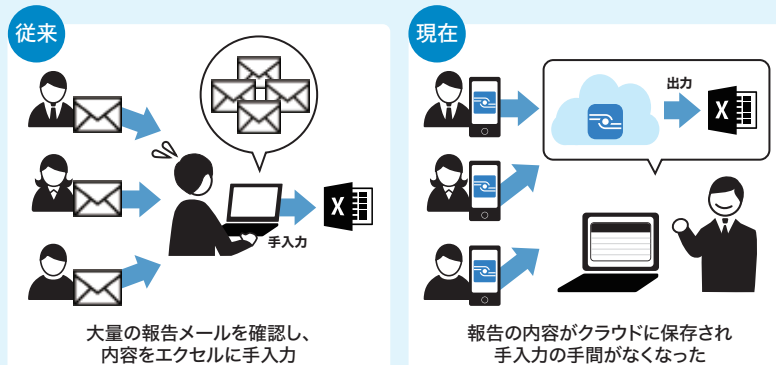 従来
手入力
X
大量の報告メールを確認し、
内容をエクセルに手入力
現在
出力
X
報告の内容がクラウドに保存され
手入力の手間がなくなった